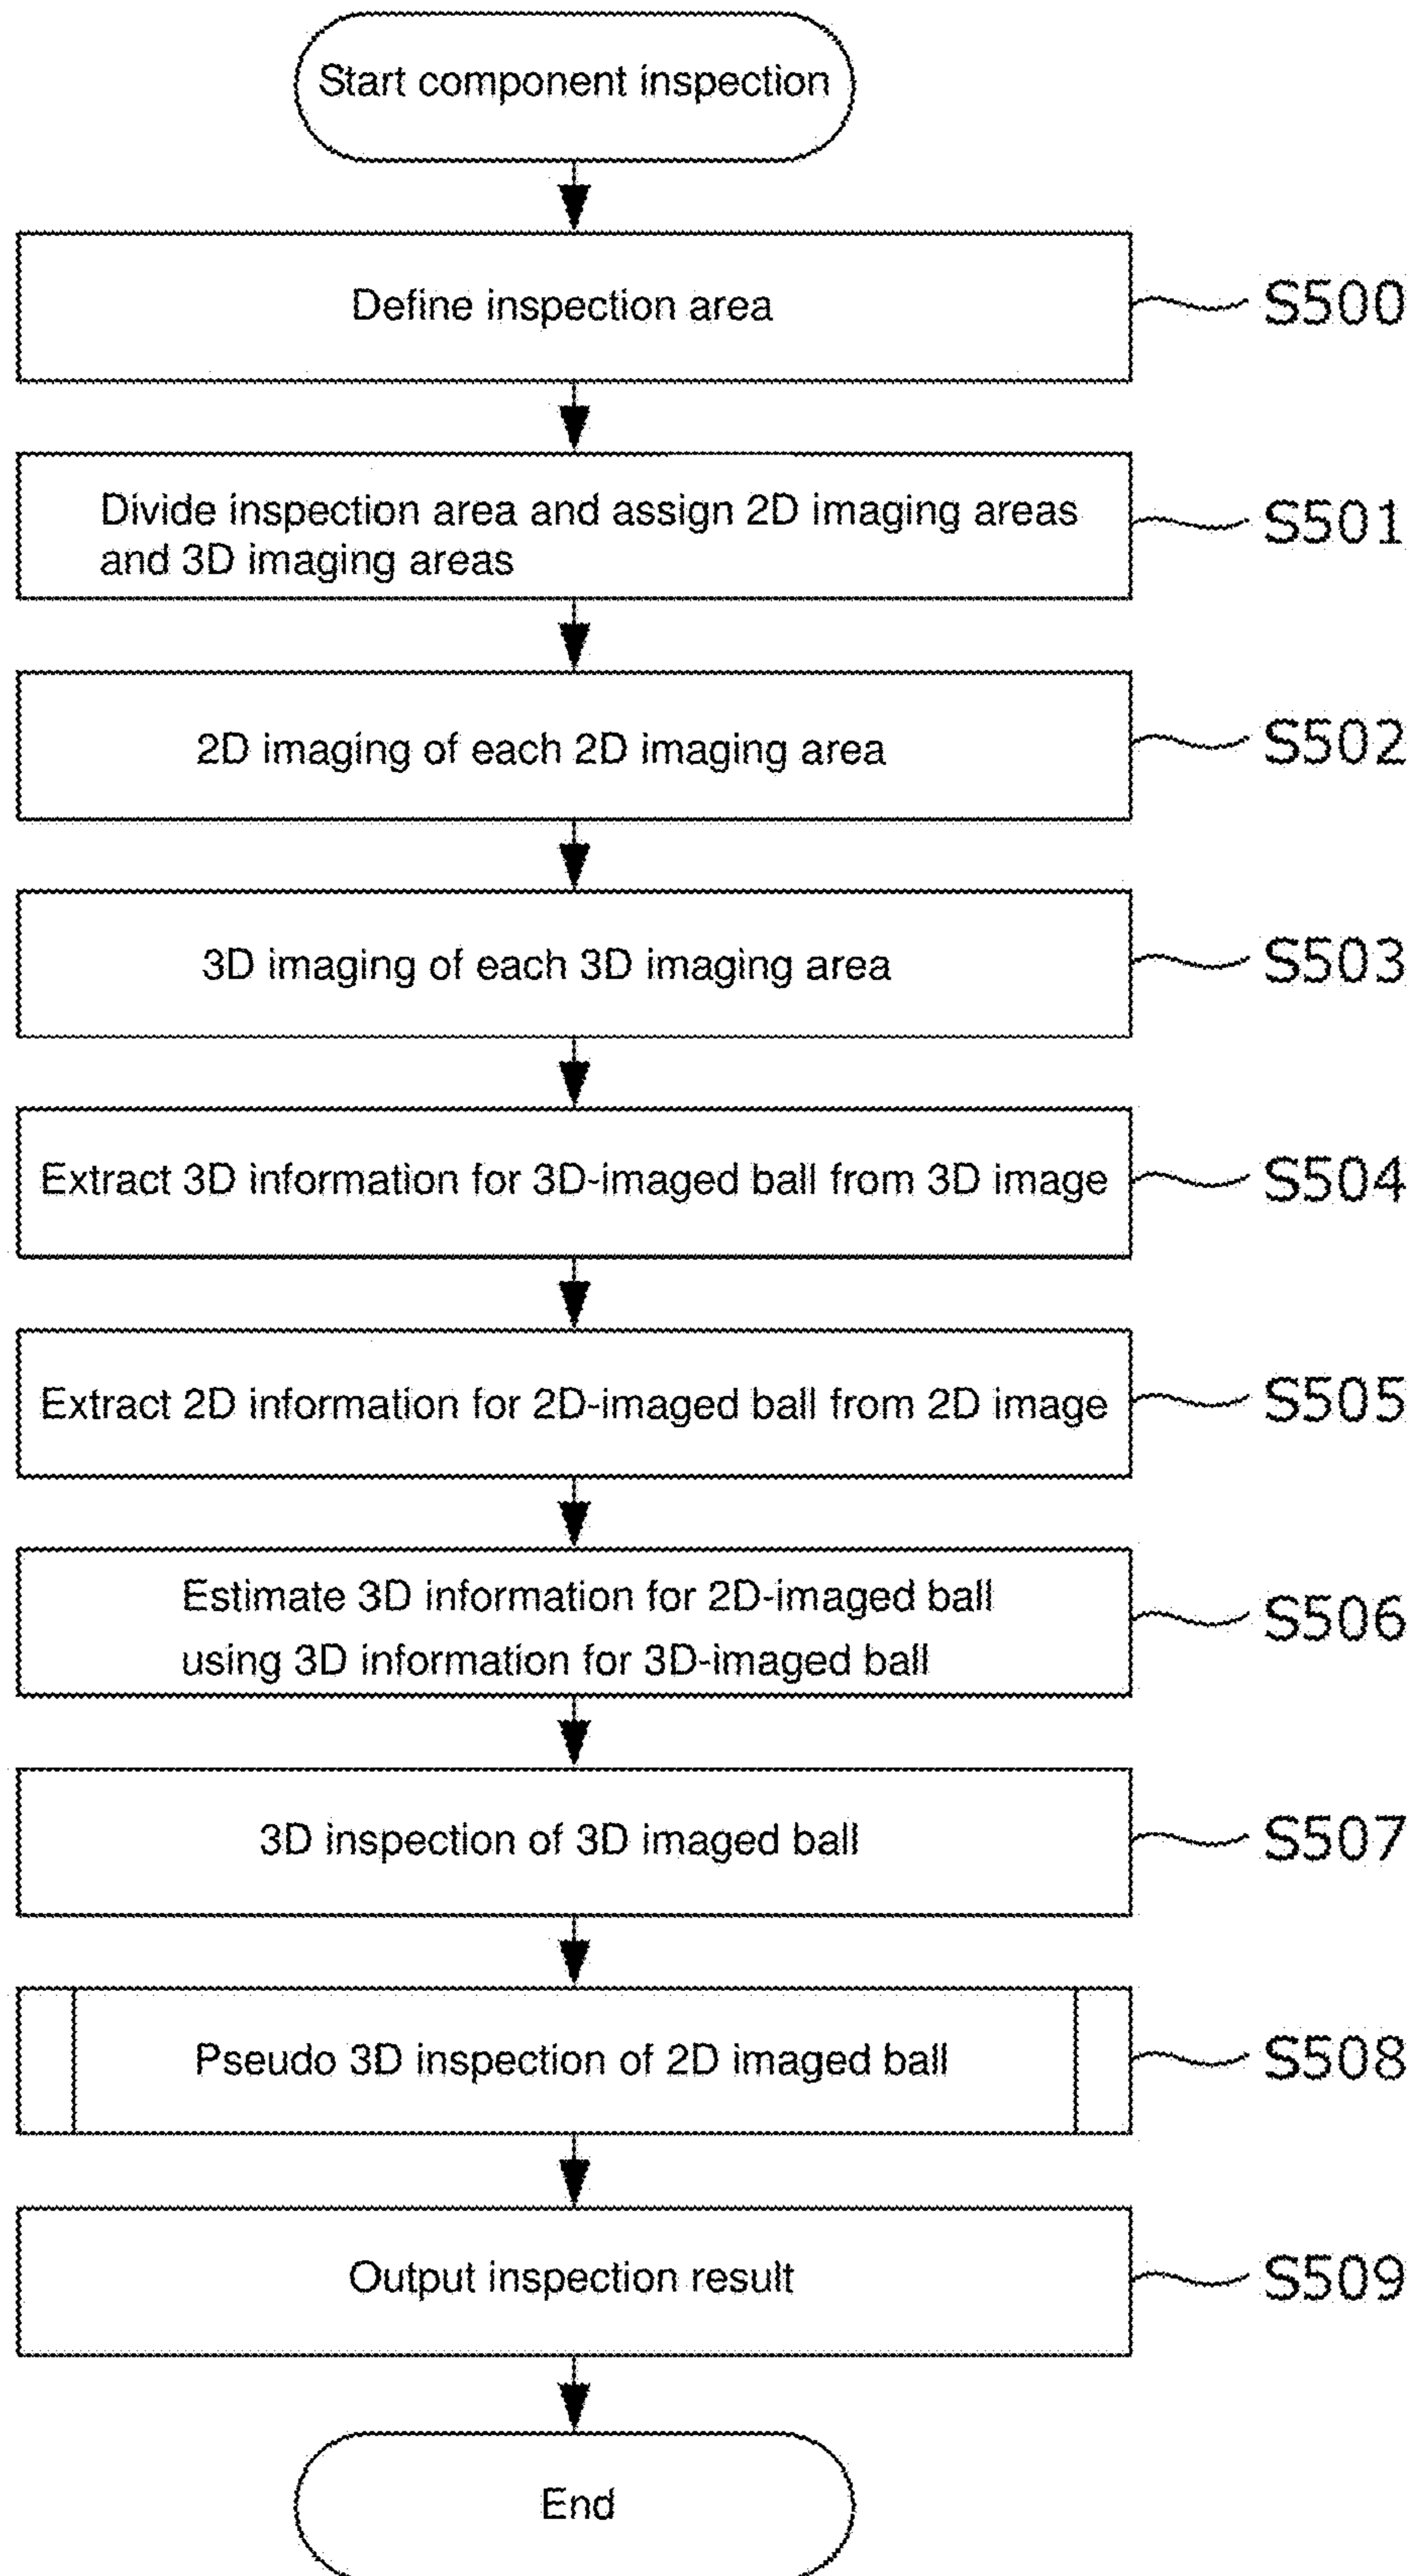 Start component inspection
Define inspection area
S500
Divide inspection area and assign 2D imaging areas
and 3D imaging areas
S501
2D imaging of each 2D imaging area
S502
3D imaging of each 3D imaging area
S503
Extract 3D information for 3D-imaged ball from 3D image
S504
Extract 2D information for 2D-imaged ball from 2D image
S505
Estimate 3D information for 2D-imaged ball
using 3D information for 3D-imaged ball
S506
3D inspection of 3D imaged ball
S507
Pseudo 3D inspection of 2D imaged ball
S508
Output inspection result
S509
End